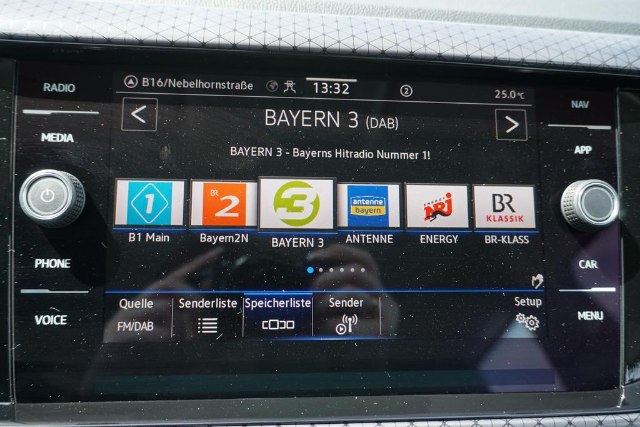 RADIO
MEDIA
PHONE
VOICE
B16/Nebelhornstraße
13:32
2
25.0°C
BAYERN 3 (DAB)
BAYERN 3 - Bayerns Hitradio Nummer 1!
1
BR
2
3
antenne
bayern
NRJ
BR
KLASSIK
B1 Main
Bayern2N
BAYERN 3
ANTENNE
ENERGY
BR-KLASS
Quelle
FM/DAB
Senderliste
Speicherliste
Sender
Setup
NAV
APP
CAR
MENU